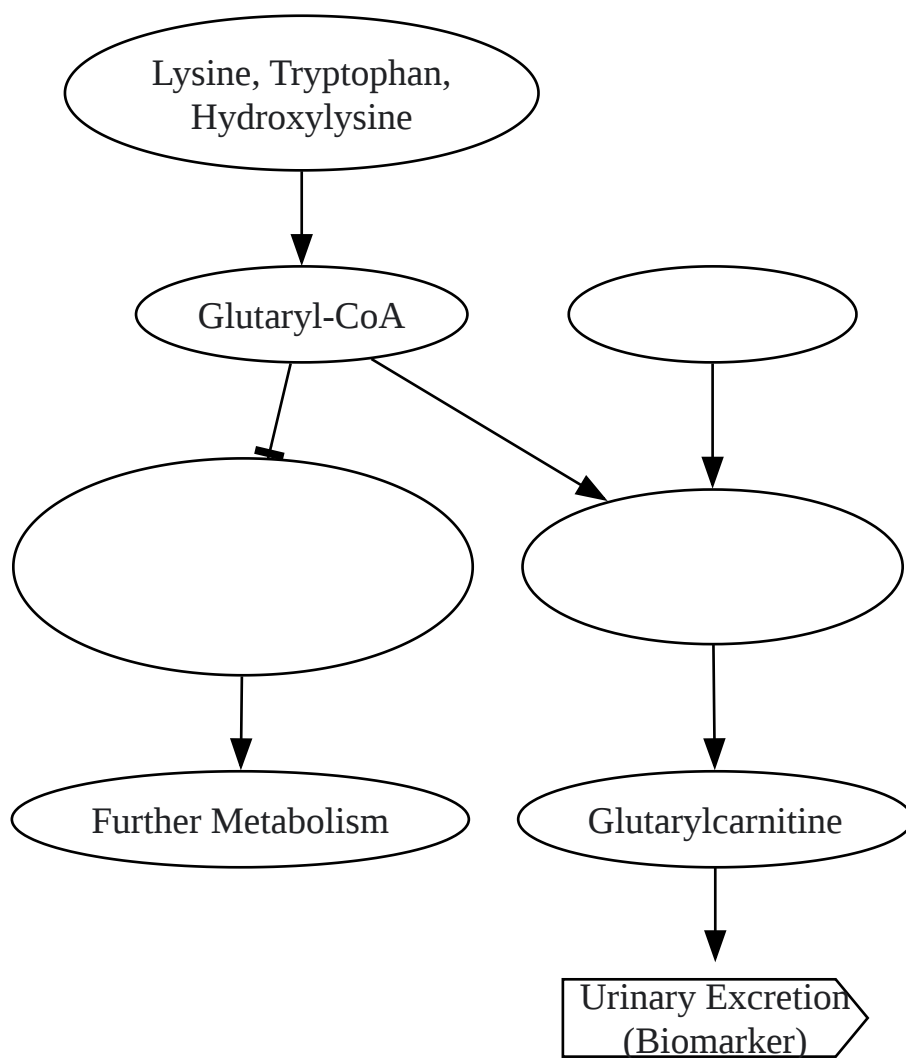 Lysine, Tryptophan,
Hydroxylysine
Glutaryl-CoA
Further Metabolism
Glutarylcarnitine
Urinary Excretion
(Biomarker)